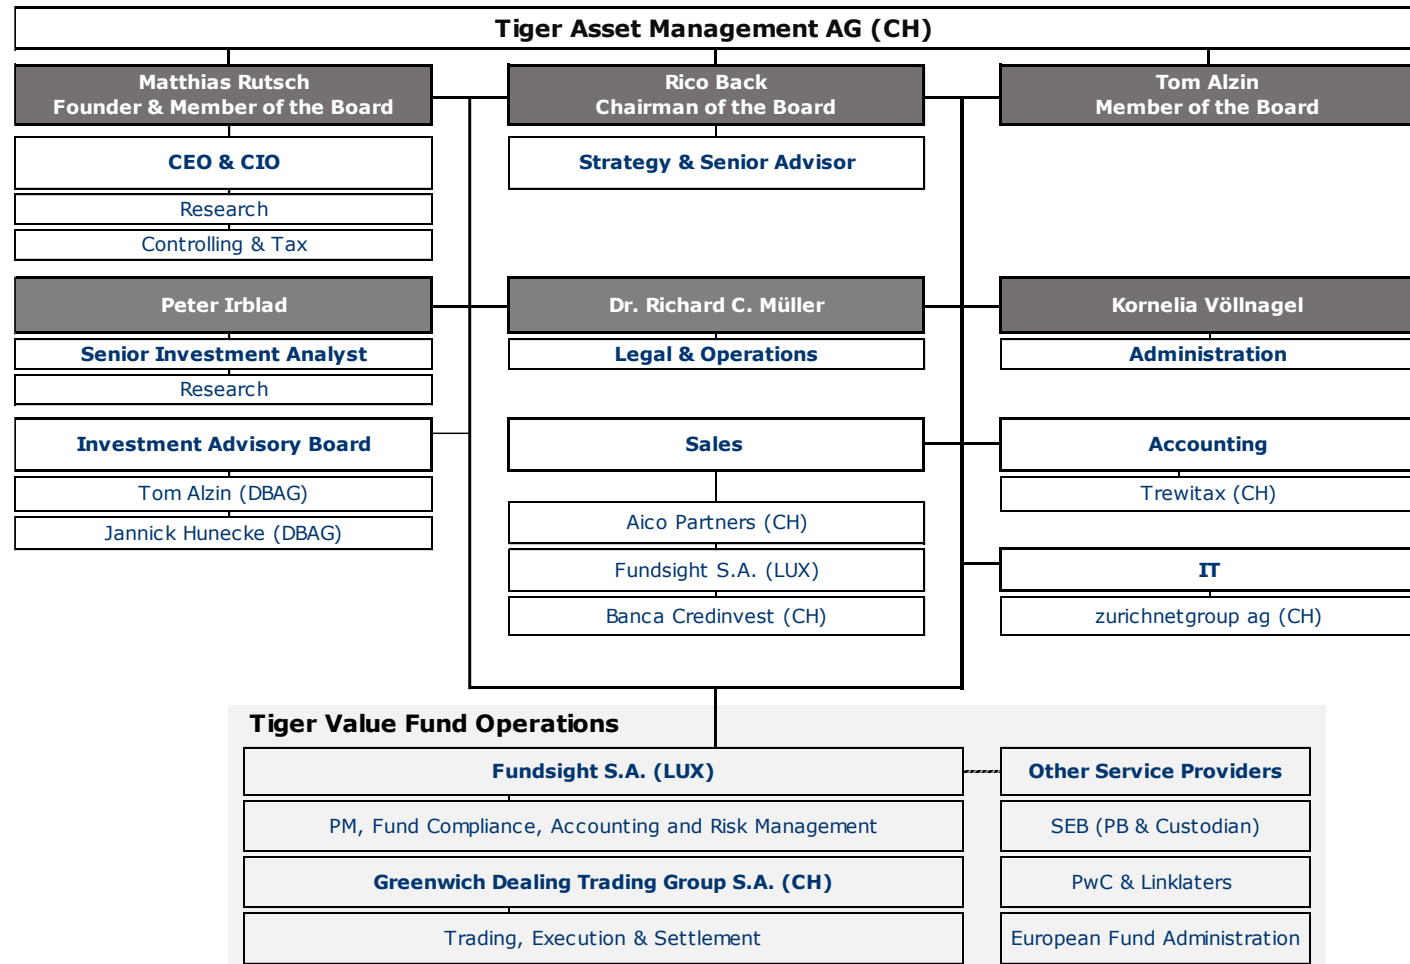 Tiger Asset Management AG (CH)
Matthias Rutsch
Founder & Member of the Board
CEO & CIO
Research
Controlling & Tax
Rico Back
Chairman of the Board
Strategy & Senior Advisor
Tom Alzin
Member of the Board
Peter Irblad
Senior Investment Analyst
Research
Dr. Richard C. Müller
Legal & Operations
Kornelia Völlnagel
Administration
Investment Advisory Board
Tom Alzin (DBAG)
Jannick Hunecke (DBAG)
Sales
Aico Partners (CH)
Fundsight S.A. (LUX)
Banca Credinvest (CH)
Accounting
Trewitax (CH)
IT
zurichnetgroup ag (CH)
Tiger Value Fund Operations
Fundsight S.A. (LUX)
PM, Fund Compliance, Accounting and Risk Management
Greenwich Dealing Trading Group S.A. (CH)
Trading, Execution & Settlement
Other Service Providers
SEB (PB & Custodian)
PwC & Linklaters
European Fund Administration